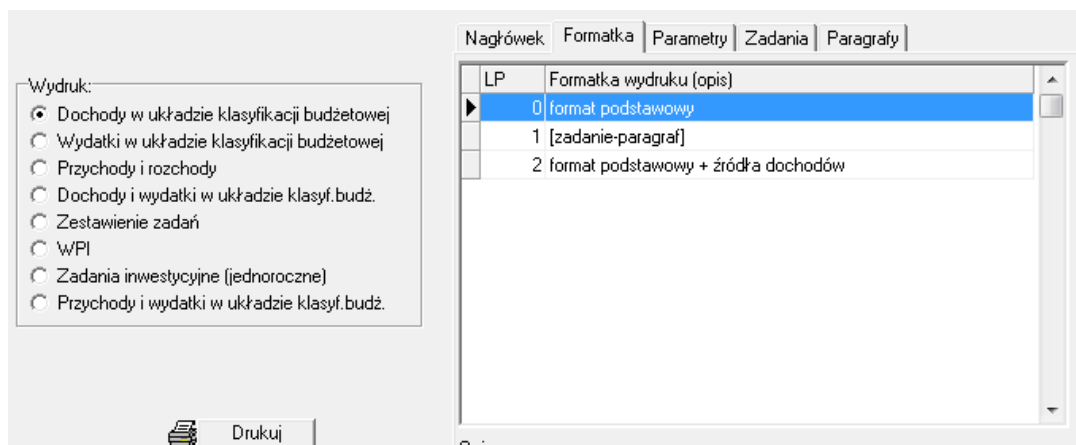 Nagłówek Formatka Parametry Zadania Paragrafy
Wydruk:
Dochody w układzie klasyfikacji budżetowej
Wydatki w układzie klasyfikacji budżetowej
Przychody i rozchody
Dochody i wydatki w układzie klasyf.budż.
Zestawienie zadań
WPI
Zadania inwestycyjne (jednoroczne)
Przychody i wydatki w układzie klasyf.budż.
Drukuj
LP Formatka wydruku (opis)
0 format podstawowy
1 [zadanie-paragraf]
2 format podstawowy + źródła dochodów